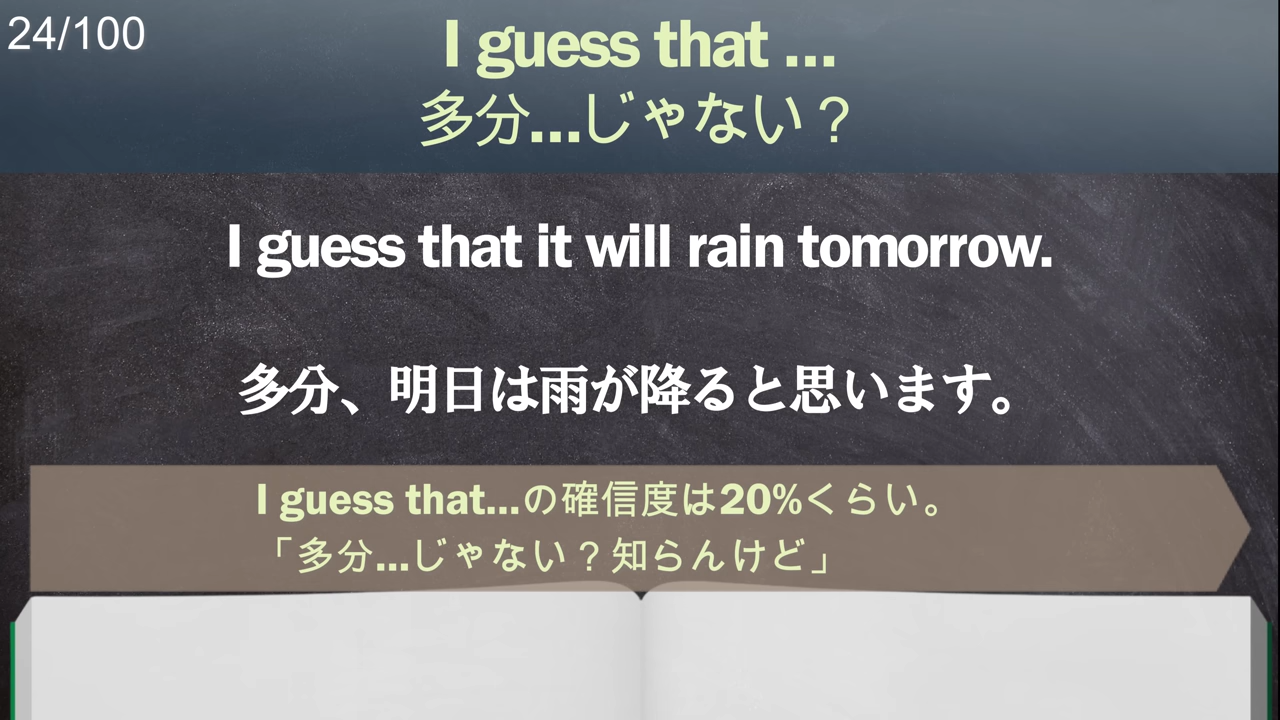 24/100
I guess that ...
多分...じゃない？
I guess that it will rain tomorrow.
多分、明日は雨が降ると思います。
I guess that...の確信度は20%くらい。
「多分...じゃない？知らんけど」